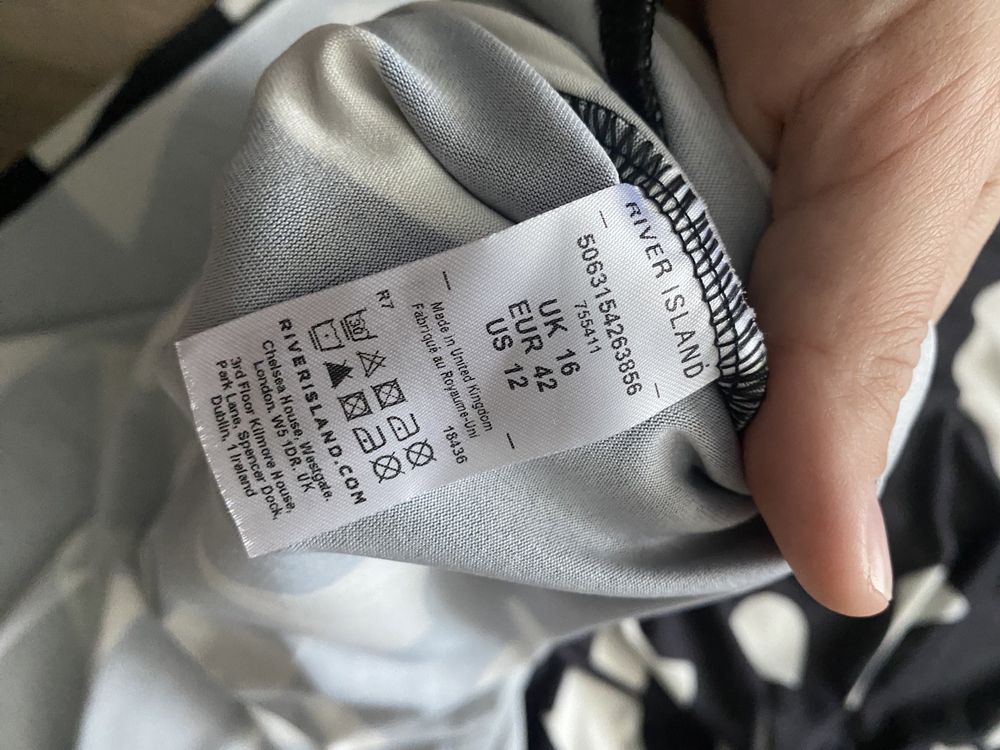 RIVER ISLAND
5063154263856
755411
UK 16
EUR 42
US 12
Made in United Kingdom
Fabriqué au Royaume-Uni
18436
R7
30
RIVERISLAND.COM
Chelsea House, Westgate,
London, W5 1DR. UK
3rd Floor Kilmore House,
Park Lane, Spencer Dock,
Dublin, 1 Ireland